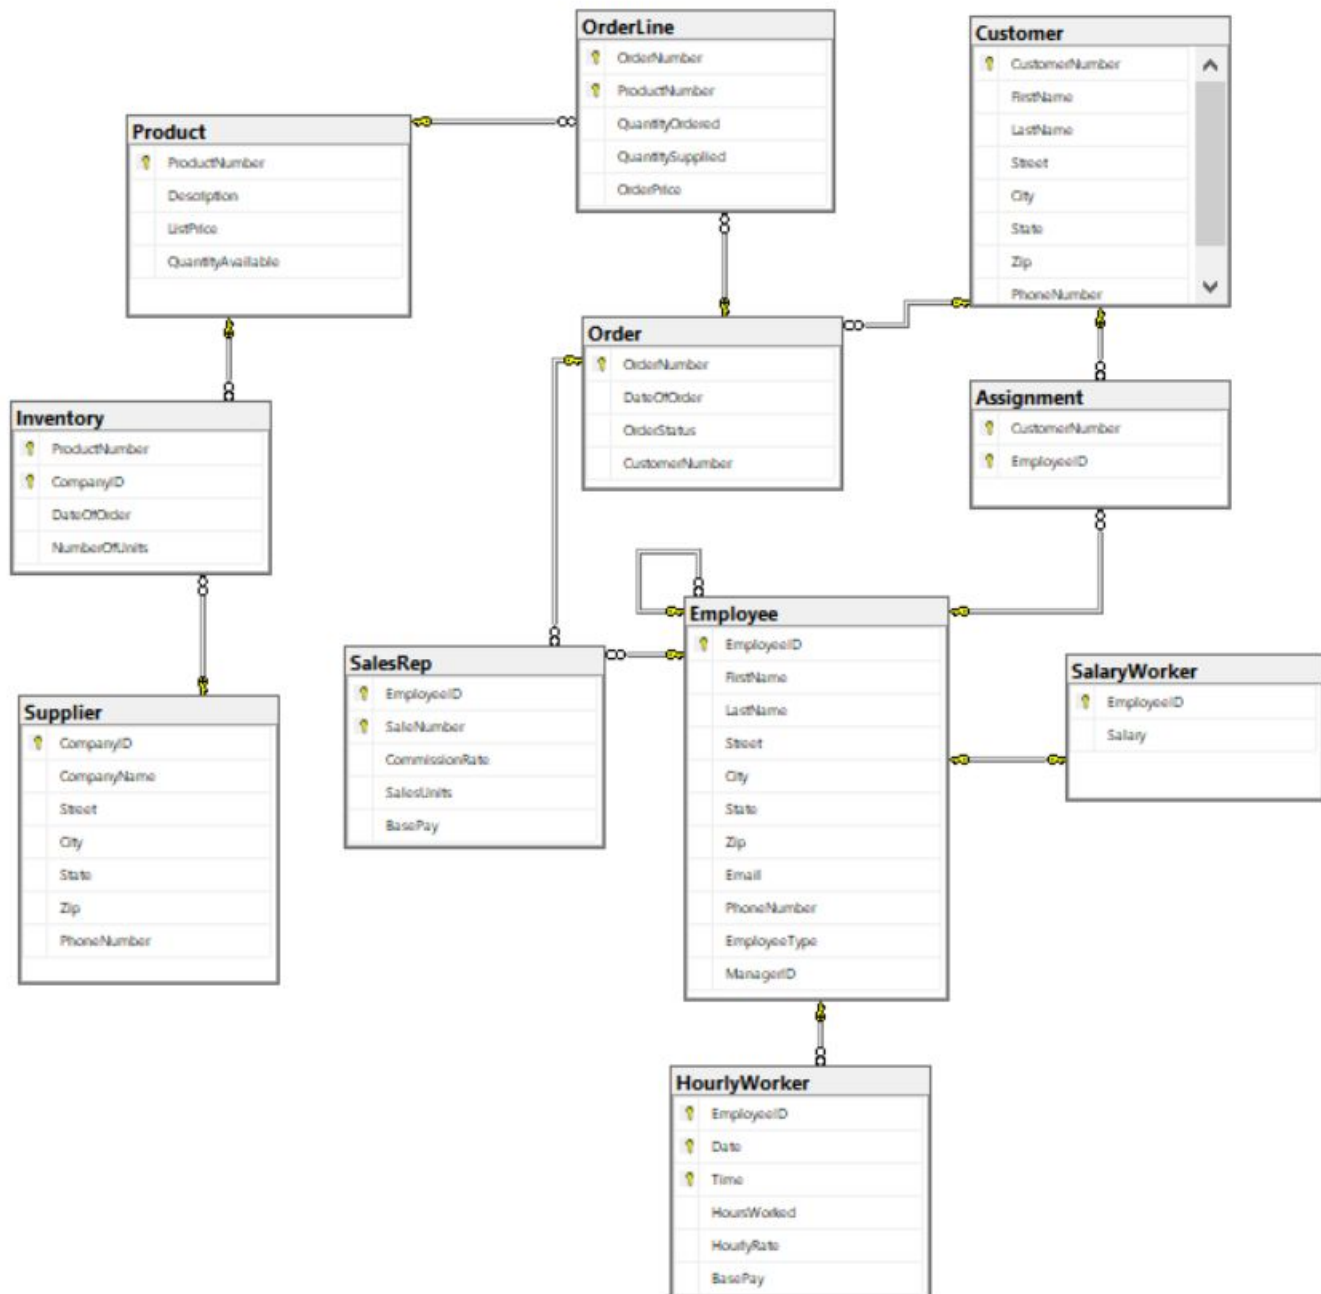 OrderLine
OrderNumber
ProductNumber
QuantityOrdered
QuantitySupplied
OrderPrice
Customer
CustomerNumber
FirstName
LastName
Street
City
State
Zip
PhoneNumber
Product
ProductNumber
Description
ListPrice
QuantityAvailable
Order
OrderNumber
DateOfOrder
OrderStatus
CustomerNumber
Assignment
CustomerNumber
EmployeeID
Inventory
ProductNumber
CompanyID
DateOfOrder
NumberOfUnits
Employee
EmployeeID
FirstName
LastName
Street
City
State
Zip
Email
PhoneNumber
EmployeeType
ManagerID
SalesRep
EmployeeID
SaleNumber
CommissionRate
SalesUnits
BasePay
SalaryWorker
EmployeeID
Salary
Supplier
CompanyID
CompanyName
Street
City
State
Zip
PhoneNumber
HourlyWorker
EmployeeID
Date
Time
HoursWorked
HourlyRate
BasePay